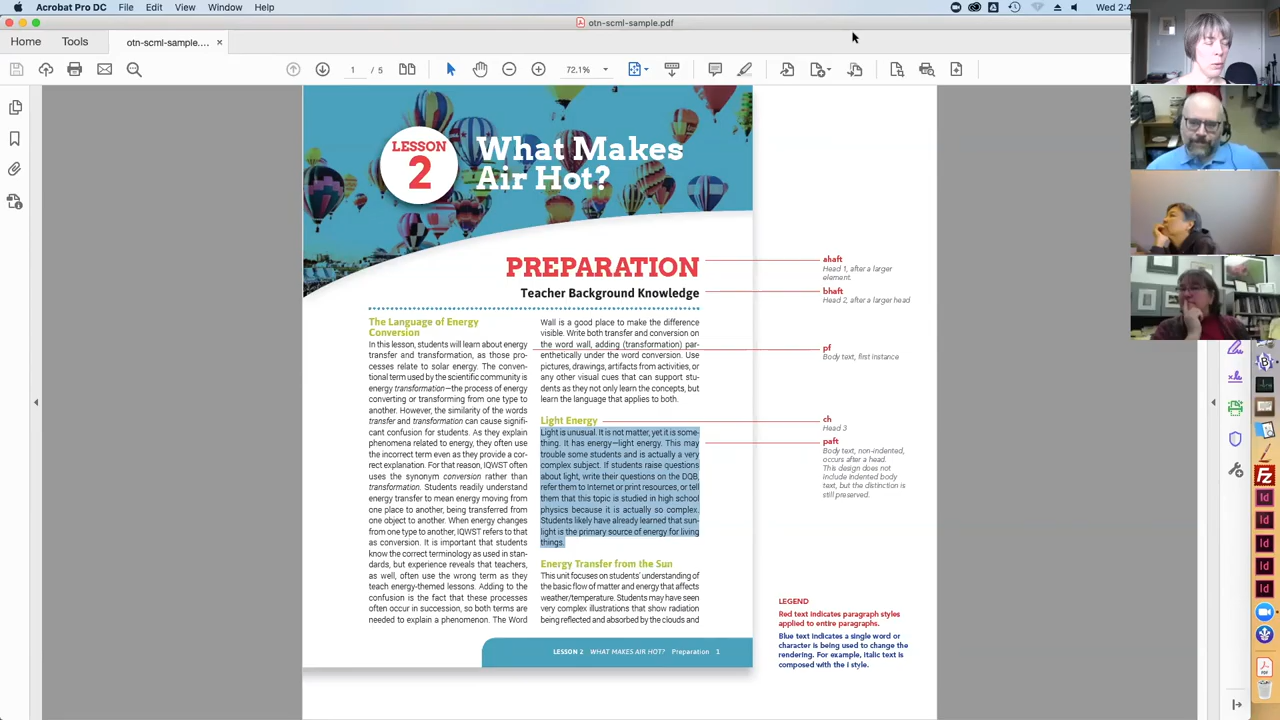 Acrobat Pro DC File Edit View Window Help
Wed 2:4
otn-scml-sample.pdf
Home Tools otn-scml-sample.... ×
1 / 5 72.1%
LESSON
2
What Makes
Air Hot?
PREPARATION
Teacher Background Knowledge
The Language of Energy
Conversion
In this lesson, students will learn about energy
transfer and transformation, as those pro-
cesses relate to solar energy. The conven-
tional term used by the scientific community is
energy transformation—the process of energy
converting or transforming from one type to
another. However, the similarity of the words
transfer and transformation can cause signifi-
cant confusion for students. As they explain
phenomena related to energy, they often use
the incorrect term even as they provide a cor-
rect explanation. For that reason, IQWST often
uses the synonym conversion rather than
transformation. Students readily understand
energy transfer to mean energy moving from
one place to another, being transferred from
one object to another. When energy changes
from one type to another, IQWST refers to that
as conversion. It is important that students
know the correct terminology as used in stan-
dards, but experience reveals that teachers,
as well, often use the wrong term as they
teach energy-themed lessons. Adding to the
confusion is the fact that these processes
often occur in succession, so both terms are
needed to explain a phenomenon. The Word
Wall is a good place to make the difference
visible. Write both transfer and conversion on
the word wall, adding (transformation) par-
enthetically under the word conversion. Use
pictures, drawings, artifacts from activities, or
any other visual cues that can support stu-
dents as they not only learn the concepts, but
learn the language that applies to both.
Light Energy
Light is unusual. It is not matter, yet it is some-
thing. It has energy—light energy. This may
trouble some students and is actually a very
complex subject. If students raise questions
about light, write their questions on the DQB,
refer them to Internet or print resources, or tell
them that this topic is studied in high school
physics because it is actually so complex.
Students likely have already learned that sun-
light is the primary source of energy for living
things.
Energy Transfer from the Sun
This unit focuses on students' understanding of
the basic flow of matter and energy that affects
weather/temperature. Students may have seen
very complex illustrations that show radiation
being reflected and absorbed by the clouds and
LESSON 2 WHAT MAKES AIR HOT? Preparation 1
ahaft
Head 1, after a larger
element.
bhaft
Head 2, after a larger head
pf
Body text, first instance
ch
Head 3
paft
Body text, non-indented,
occurs after a head.
This design does not
include indented body
text, but the distinction is
still preserved.
LEGEND
Red text indicates paragraph styles
applied to entire paragraphs.
Blue text indicates a single word or
character is being used to change the
rendering. For example, italic text is
composed with the i style.
B
Fz
Id
Id
Id
Id
Id
PDF